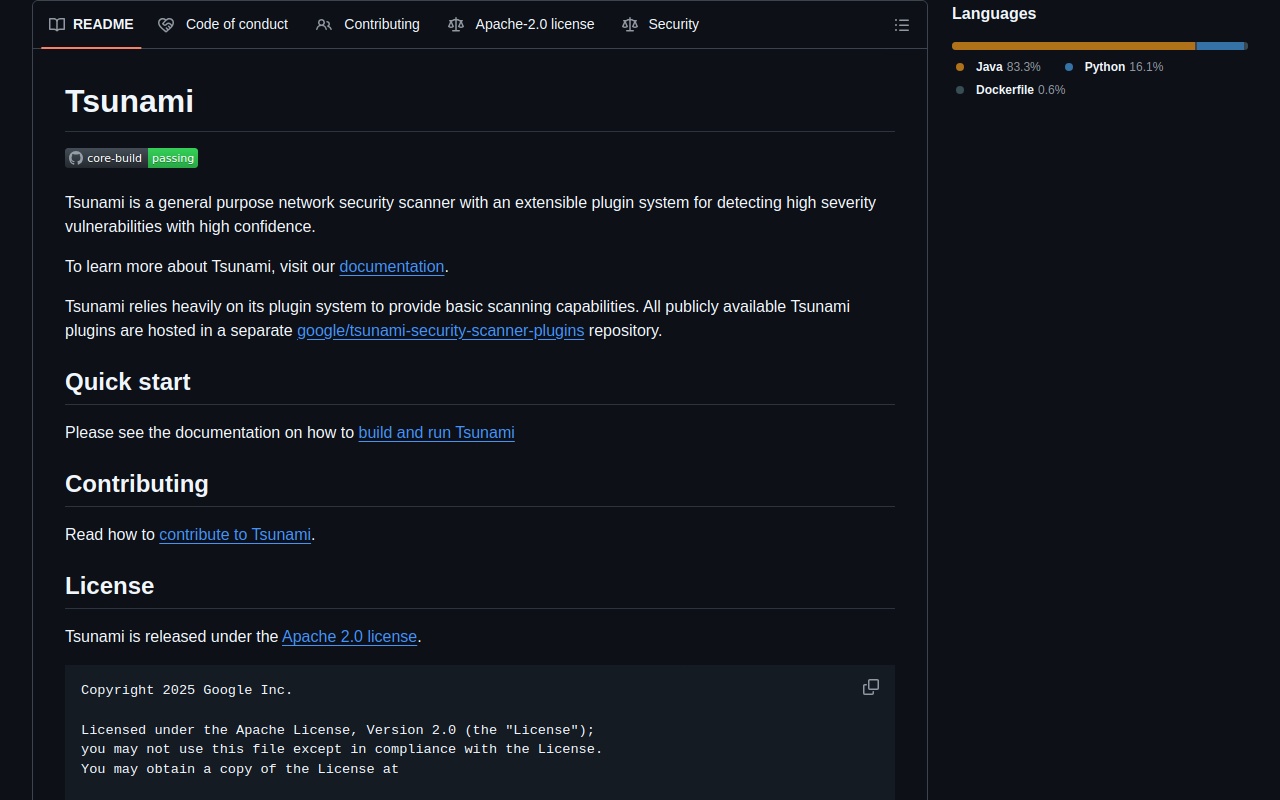 README
Code of conduct
Contributing
Apache-2.0 license
Security
Tsunami
core-build passing
Tsunami is a general purpose network security scanner with an extensible plugin system for detecting high severity
vulnerabilities with high confidence.
To learn more about Tsunami, visit our documentation.
Tsunami relies heavily on its plugin system to provide basic scanning capabilities. All publicly available Tsunami
plugins are hosted in a separate google/tsunami-security-scanner-plugins repository.
Quick start
Please see the documentation on how to build and run Tsunami
Contributing
Read how to contribute to Tsunami.
License
Tsunami is released under the Apache 2.0 license.
Copyright 2025 Google Inc.
Licensed under the Apache License, Version 2.0 (the "License");
you may not use this file except in compliance with the License.
You may obtain a copy of the License at
Languages
Java 83.3%
Python 16.1%
Dockerfile 0.6%